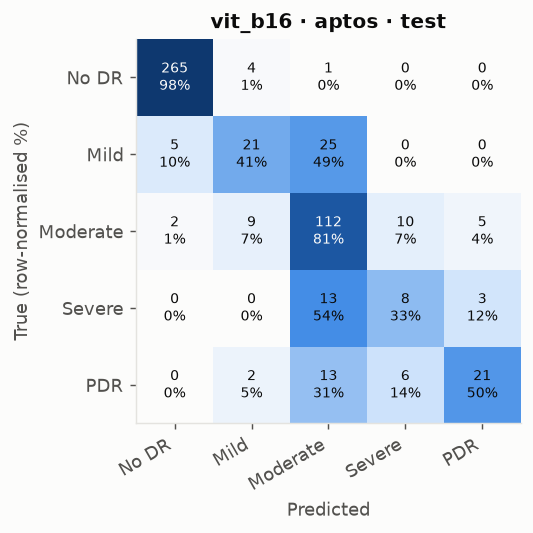 vit_b16 · aptos · test
No DR
265 4 1 0 0
98% 1% 0% 0% 0%
Mild
5 21 25 0 0
10% 41% 49% 0% 0%
Moderate
2 9 112 10 5
1% 7% 81% 7% 4%
Severe
0 0 13 8 3
0% 0% 54% 33% 12%
PDR
0 2 13 6 21
0% 5% 31% 14% 50%
True (row-normalised %)
No DR Mild Moderate Severe PDR
Predicted